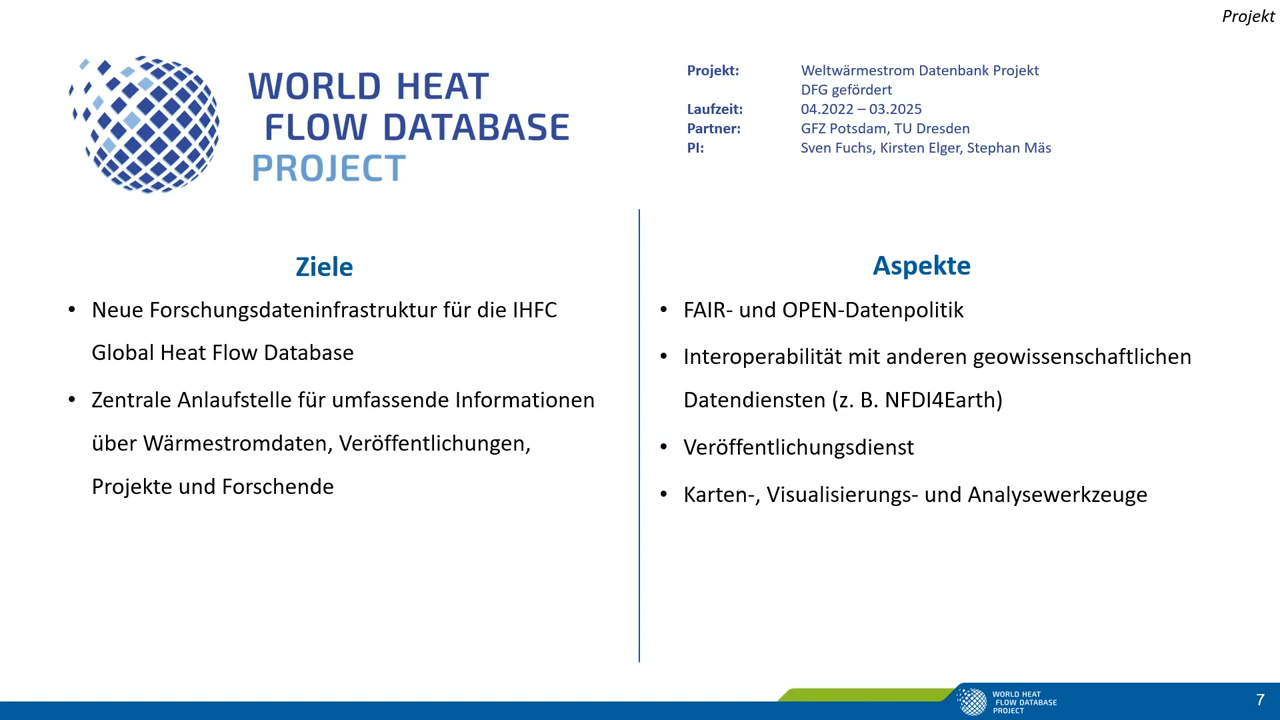 Projekt
WORLD HEAT
FLOW DATABASE
PROJECT
Projekt: Weltwärmestrom Datenbank Projekt
DFG gefördert
Laufzeit: 04.2022 – 03.2025
Partner: GFZ Potsdam, TU Dresden
PI: Sven Fuchs, Kirsten Elger, Stephan Mäs
Ziele
• Neue Forschungsdateninfrastruktur für die IHFC
Global Heat Flow Database
• Zentrale Anlaufstelle für umfassende Informationen
über Wärmestromdaten, Veröffentlichungen,
Projekte und Forschende
Aspekte
• FAIR- und OPEN-Datenpolitik
• Interoperabilität mit anderen geowissenschaftlichen
Datendiensten (z. B. NFDI4Earth)
• Veröffentlichungsdienst
• Karten-, Visualisierungs- und Analysewerkzeuge
WORLD HEAT
FLOW DATABASE
PROJECT
7